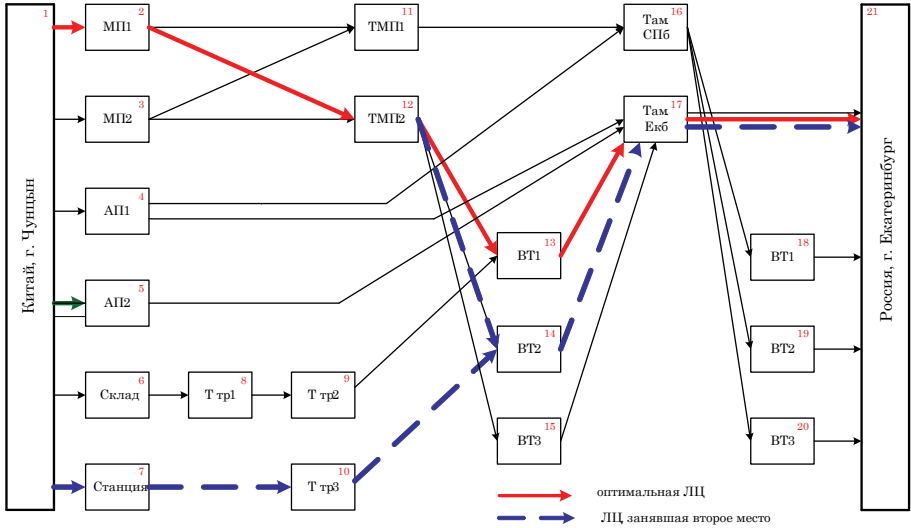 1
Китай, г. Чунцын
2
МП1
3
МП2
4
АП1
5
АП2
6
Склад
7
Станция
8
Т тр1
9
Т тр2
10
Т тр3
11
ТМП1
12
ТМП2
13
ВТ1
14
ВТ2
15
ВТ3
16
Там
СПб
17
Там
Екб
18
ВТ1
19
ВТ2
20
ВТ3
21
Россия, г. Екатеринбург
оптимальная ЛЦ
ЛЦ, занявшая второе место